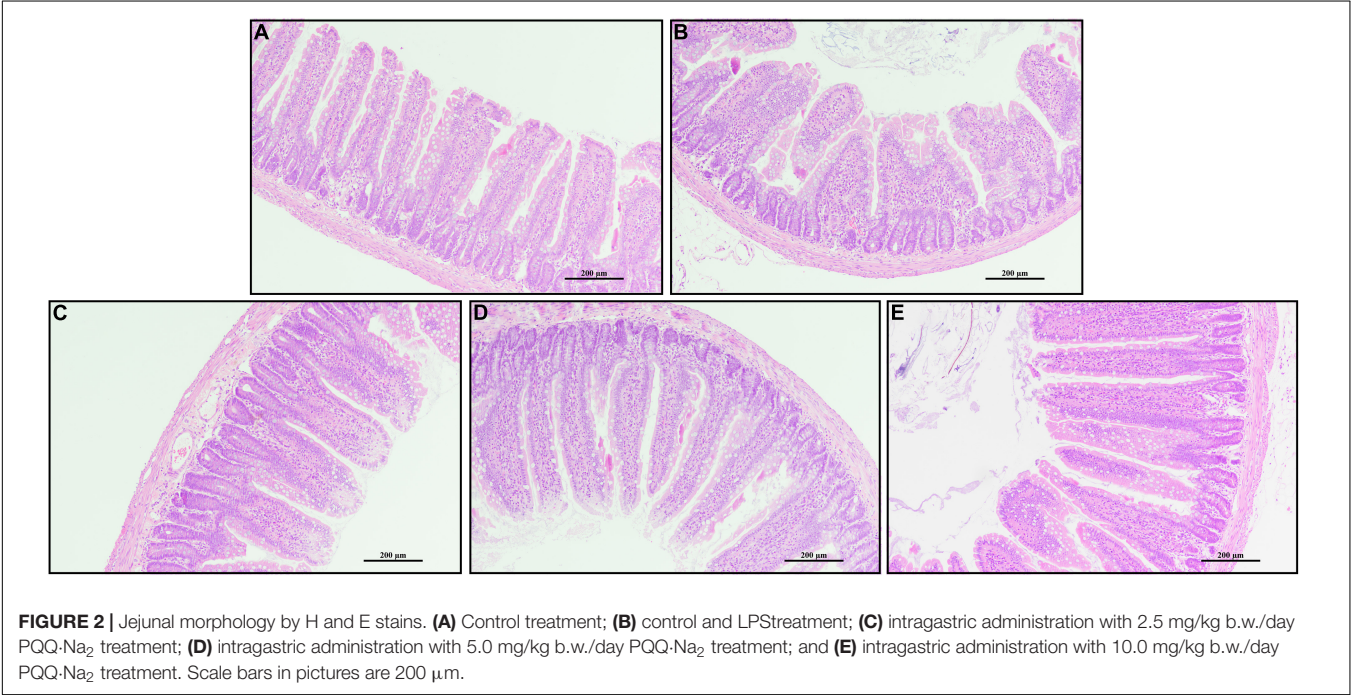 A
B
200 μm
200 μm
C
D
E
200 μm
200 μm
200 μm
FIGURE 2 | Jejunal morphology by H and E stains. (A) Control treatment; (B) control and LPStreatment; (C) intragastric administration with 2.5 mg/kg b.w./day
PQQ·Na₂ treatment; (D) intragastric administration with 5.0 mg/kg b.w./day PQQ·Na₂ treatment; and (E) intragastric administration with 10.0 mg/kg b.w./day
PQQ·Na₂ treatment. Scale bars in pictures are 200 μm.